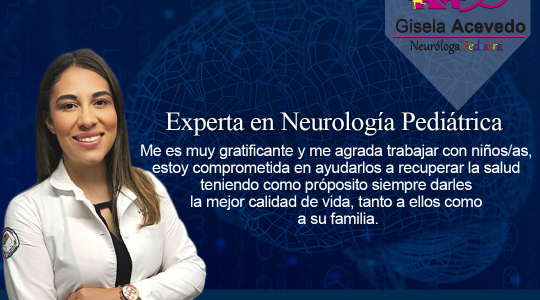 Gisela Acevedo
Neuróloga Pediatra
Experta en Neurología Pediátrica
Me es muy gratificante y me agrada trabajar con niños/as,
estoy comprometida en ayudarlos a recuperar la salud
teniendo como próposito siempre darles
la mejor calidad de vida, tanto a ellos como
a su familia.